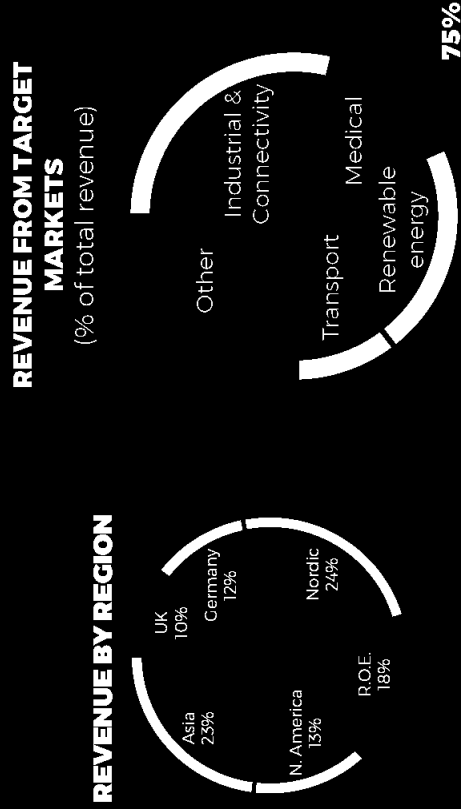 REVENUE BY REGION
UK
10%
Germany
12%
Nordic
24%
R.O.E.
18%
N. America
13%
Asia
23%
REVENUE FROM TARGET
MARKETS
(% of total revenue)
Other
Industrial &
Connectivity
Medical
Renewable
energy
Transport
75%